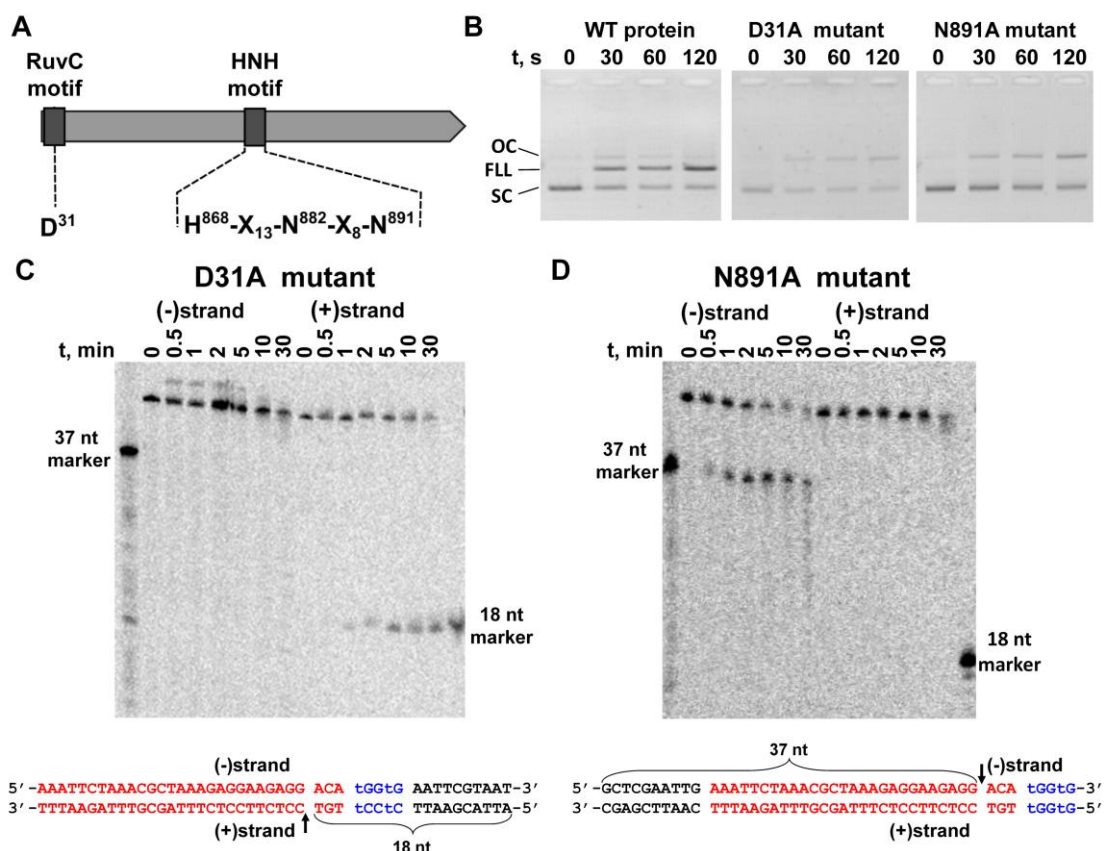 A
RuvC motif
HNH motif
D³¹
H⁸⁶⁸-X₁₃-N⁸⁸²-X₈-N⁸⁹¹
B
WT protein
D31A mutant
N891A mutant
t, s
0 30 60 120
0 30 60 120
0 30 60 120
OC
FLL
SC
C
D31A mutant
(-)strand
(+)strand
t, min
0 0.5 1 2 5 10 30 0 0.5 1 2 5 10 30
37 nt
marker
18 nt
marker
(-)strand
5′-AAATTCTAAACGCTAAAGAGGAAGAGG ACA tGGtG AATTCGTAAT-3′
3′-TTTAAGATTTGCGATTTCTCCTTCTCC TGT tCCtC TTAAGCATTA-5′
(+)strand
18 nt
D
N891A mutant
(-)strand
(+)strand
t, min
0 0.5 1 2 5 10 30 0 0.5 1 2 5 10 30
37 nt
marker
18 nt
marker
37 nt
(-)strand
5′-GCTCGAATTG AAATTCTAAACGCTAAAGAGGAAGAGG ACA tGGtG-3′
3′-CGAGCTTAAC TTTAAGATTTGCGATTTCTCCTTCTCC TGT tGGtG-5′
(+)strand